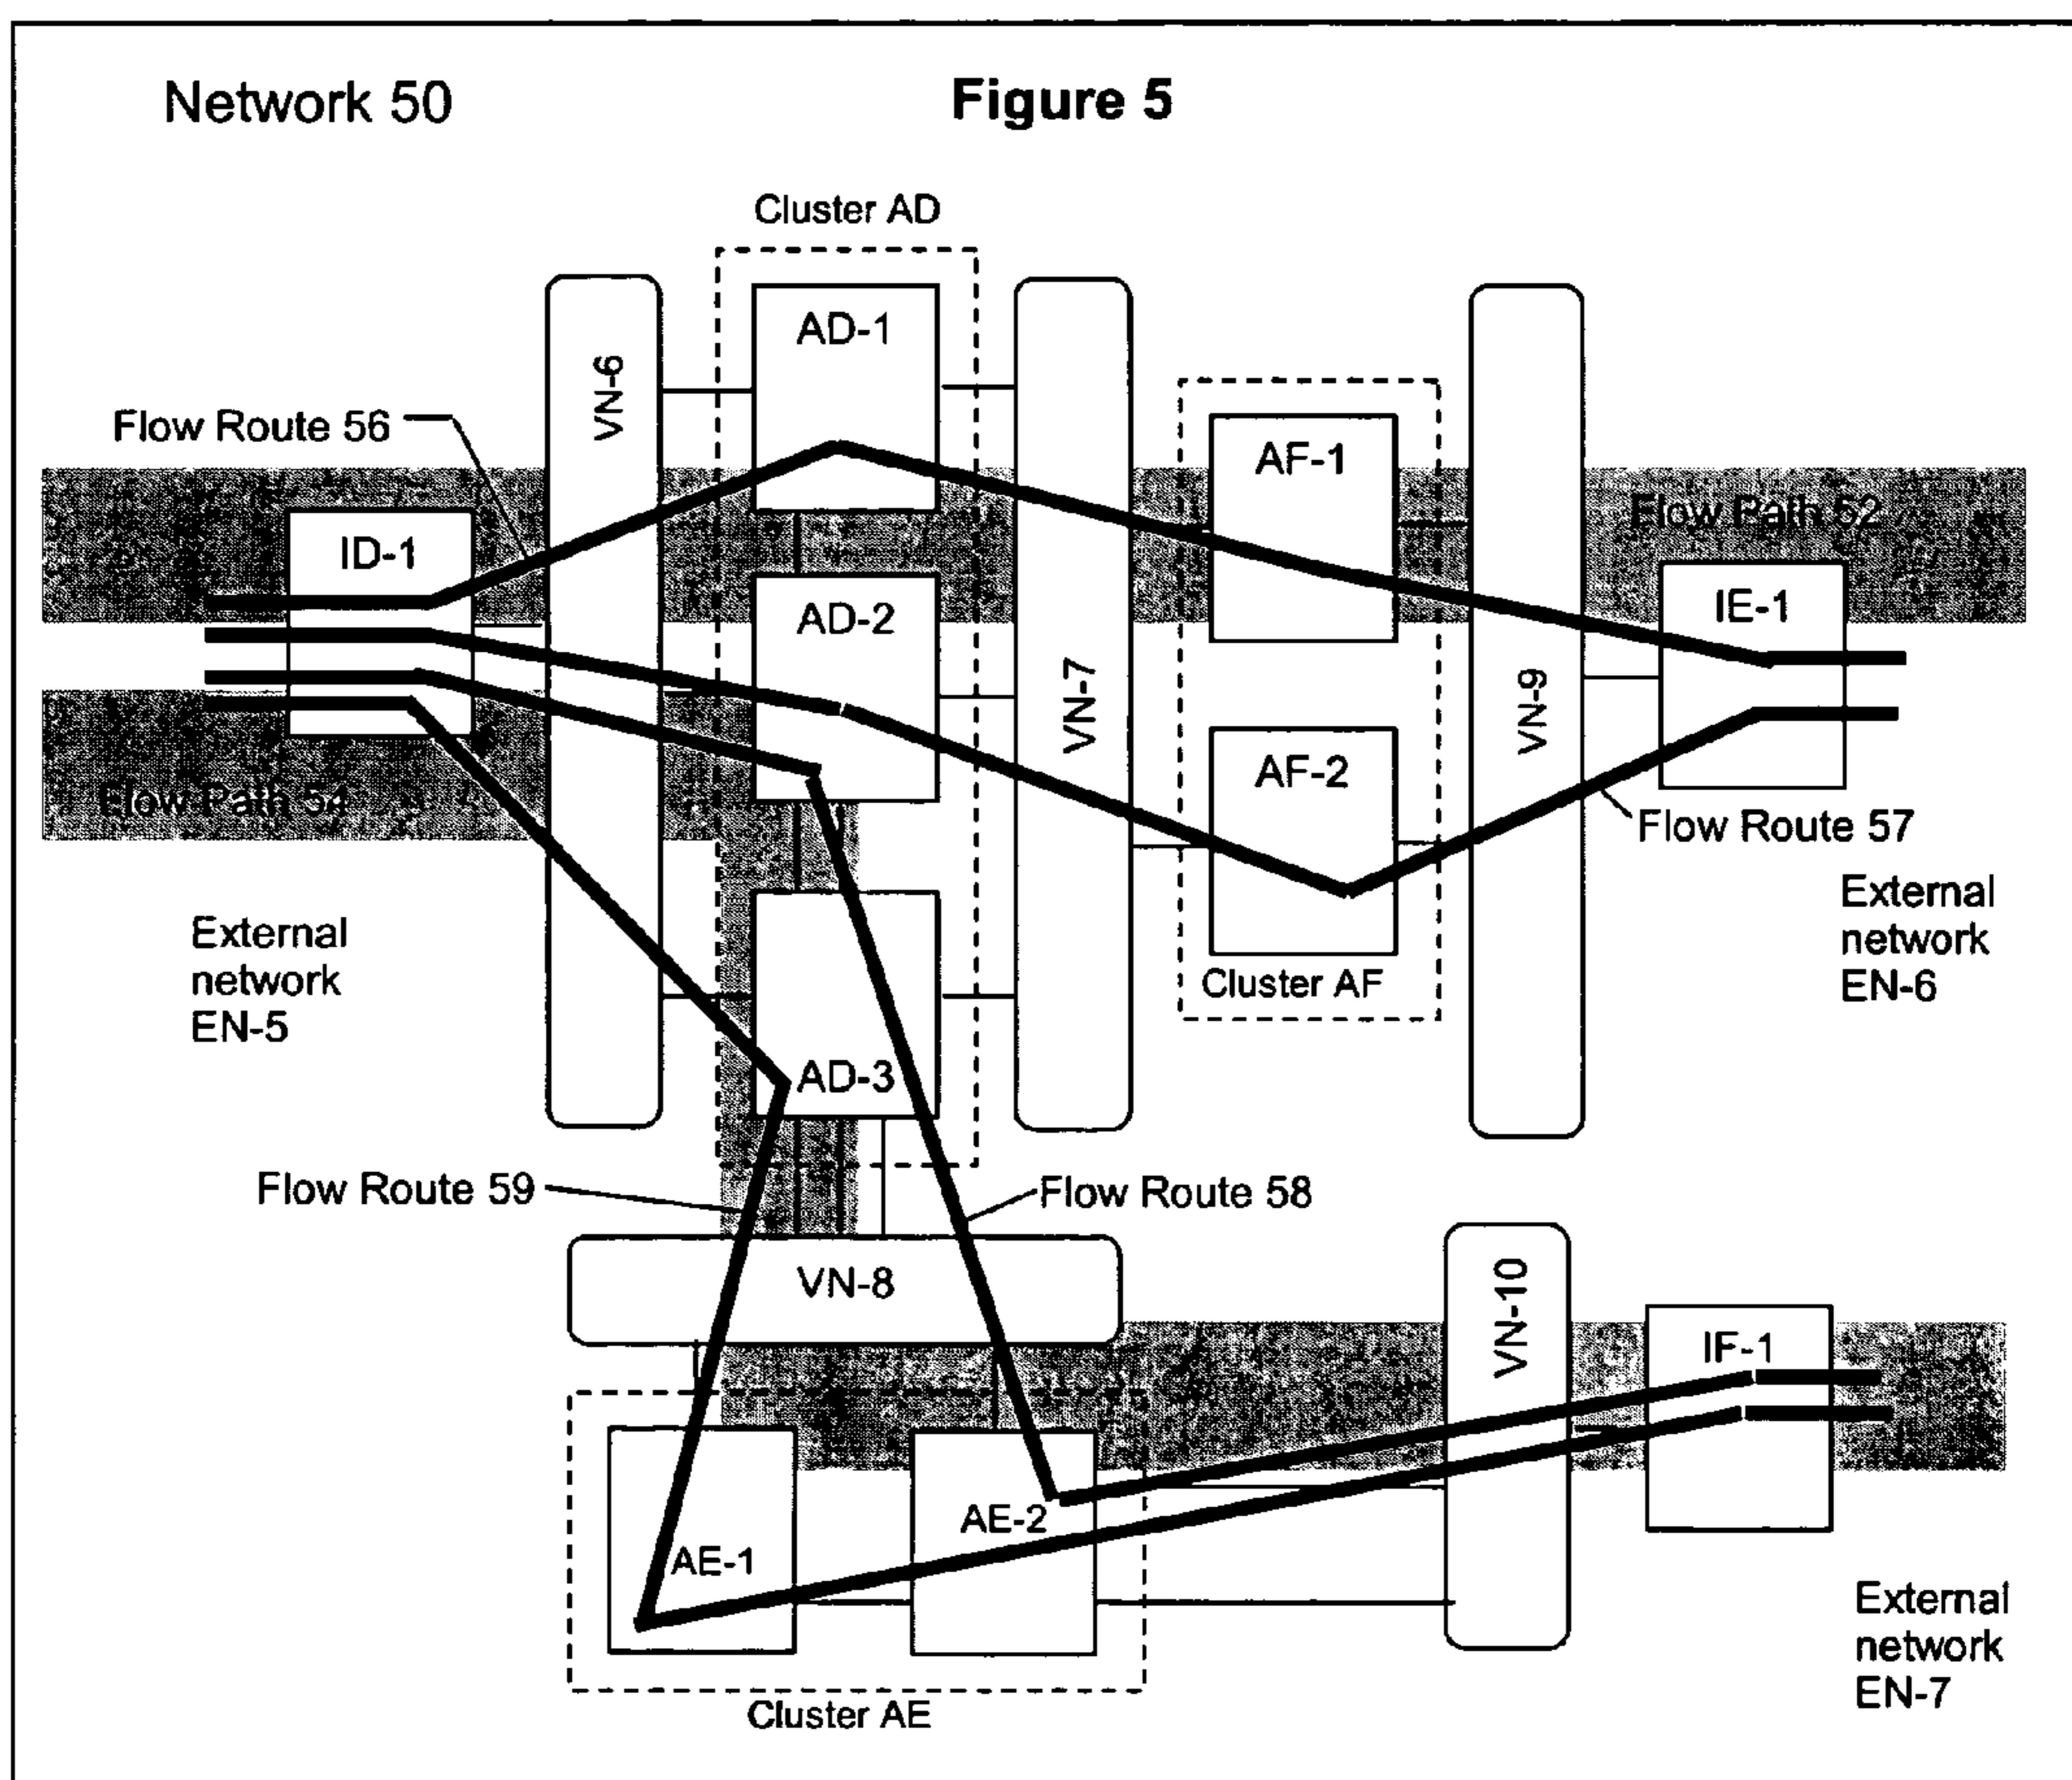 Network 50
Figure 5
Cluster AD
AD-1
VN-6
Flow Route 56
AF-1
Flow Path 52
ID-1
IE-1
AD-2
VN-7
VN-9
AF-2
Flow Path 54
Flow Route 57
External
network
EN-5
External
network
EN-6
Cluster AF
AD-3
Flow Route 59
Flow Route 58
VN-8
VN-10
IF-1
AE-2
AE-1
External
network
EN-7
Cluster AE